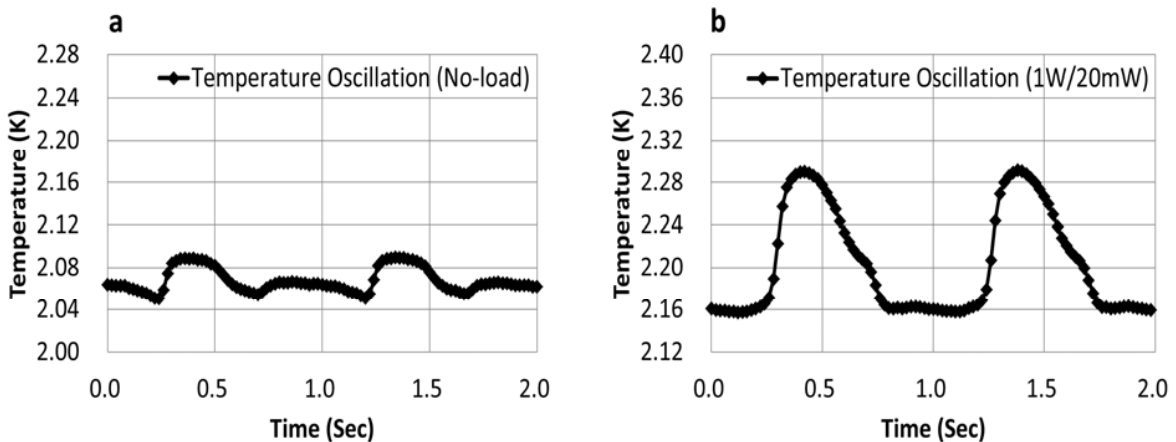 a
2.28
Temperature Oscillation (No-load)
2.24
2.20
2.16
2.12
2.08
2.04
2.00
Temperature (K)
0.0 0.5 1.0 1.5 2.0
Time (Sec)
b
2.40
Temperature Oscillation (1W/20mW)
2.36
2.32
2.28
2.24
2.20
2.16
2.12
Temperature (K)
0.0 0.5 1.0 1.5 2.0
Time (Sec)